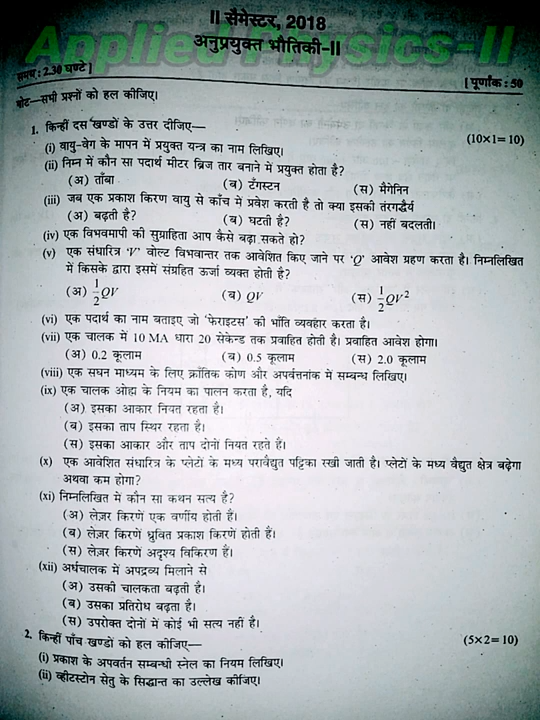 II सैमेस्टर, 2018
Applied Physics-II
अनुप्रयुक्त भौतिकी-II
समय : 2.30 घण्टे ]
[ पूर्णांक : 50
नोट—सभी प्रश्नों को हल कीजिए।
1. किन्हीं दस खण्डों के उत्तर दीजिए—
(10×1= 10)
(i) वायु-वेग के मापन में प्रयुक्त यन्त्र का नाम लिखिए।
(ii) निम्न में कौन सा पदार्थ मीटर ब्रिज तार बनाने में प्रयुक्त होता है?
(अ) ताँबा (ब) टँगस्टन (स) मैगेनिन
(iii) जब एक प्रकाश किरण वायु से काँच में प्रवेश करती है तो क्या इसकी तंरगद्धैर्य
(अ) बढ़ती है? (ब) घटती है? (स) नहीं बदलती।
(iv) एक विभवमापी की सुग्राहिता आप कैसे बढ़ा सकते हो?
(v) एक संधारित्र 'V' वोल्ट विभवान्तर तक आवेशित किए जाने पर 'Q' आवेश ग्रहण करता है। निम्नलिखित
में किसके द्वारा इसमें संग्रहित ऊर्जा व्यक्त होती है?
(अ) 1/2 QV (ब) QV (स) 1/2 QV²
(vi) एक पदार्थ का नाम बताइए जो 'फेराइटस' की भाँति व्यवहार करता है।
(vii) एक चालक में 10 MA धारा 20 सेकेन्ड तक प्रवाहित होती है। प्रवाहित आवेश होगा।
(अ) 0.2 कूलाम (ब) 0.5 कूलाम (स) 2.0 कूलाम
(viii) एक सघन माध्यम के लिए क्राँतिक कोण और अपवर्त्तनांक में सम्बन्ध लिखिए।
(ix) एक चालक ओह्म के नियम का पालन करता है, यदि
(अ) इसका आकार नियत रहता है।
(ब) इसका ताप स्थिर रहता है।
(स) इसका आकार और ताप दोनों नियत रहते है।
(x) एक आवेशित संधारित्र के प्लेटों के मध्य परावैद्युत पट्टिका रखी जाती है। प्लेटों के मध्य वैद्युत क्षेत्र बढ़ेगा
अथवा कम होगा?
(xi) निम्नलिखित में कौन सा कथन सत्य है?
(अ) लेज़र किरणें एक वर्णीय होती हैं।
(ब) लेज़र किरणें ध्रुवित प्रकाश किरणें होती हैं।
(स) लेज़र किरणें अदृश्य विकिरण है।
(xii) अर्धचालक में अपद्रव्य मिलाने से
(अ) उसकी चालकता बढ़ती है।
(ब) उसका प्रतिरोध बढ़ता है।
(स) उपरोक्त दोनों में कोई भी सत्य नहीं है।
2. किन्हीं पाँच खण्डों को हल कीजिए—
(5×2= 10)
(i) प्रकाश के अपवर्तन सम्बन्धी स्नेल का नियम लिखिए।
(ii) व्हीटस्टोन सेतु के सिद्धान्त का उल्लेख कीजिए।